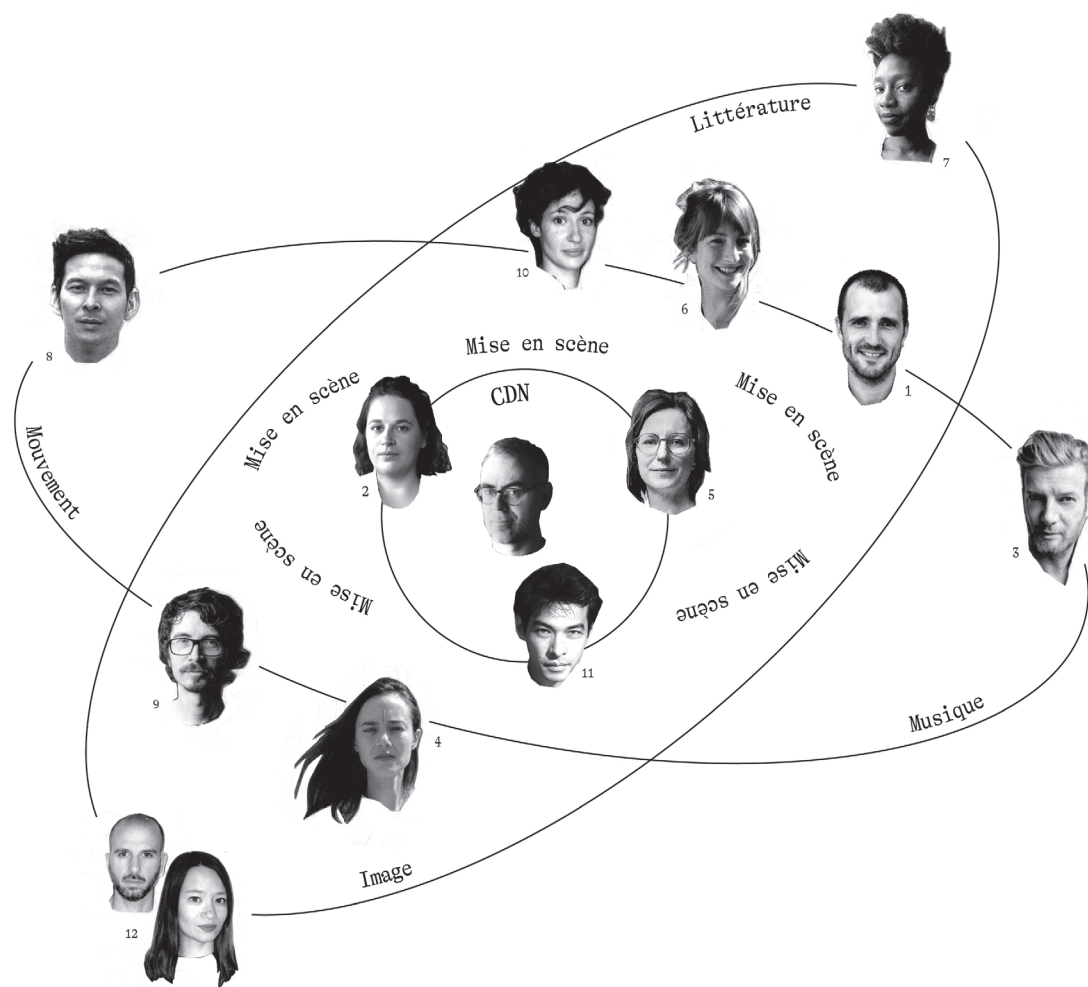 Littérature
7
10
6
8
1
Mise en scène
Mise en scène
CDN
Mise en scène
Mouvement
2
5
3
Mise en scène
Mise en scène
11
9
Musique
4
Image
12